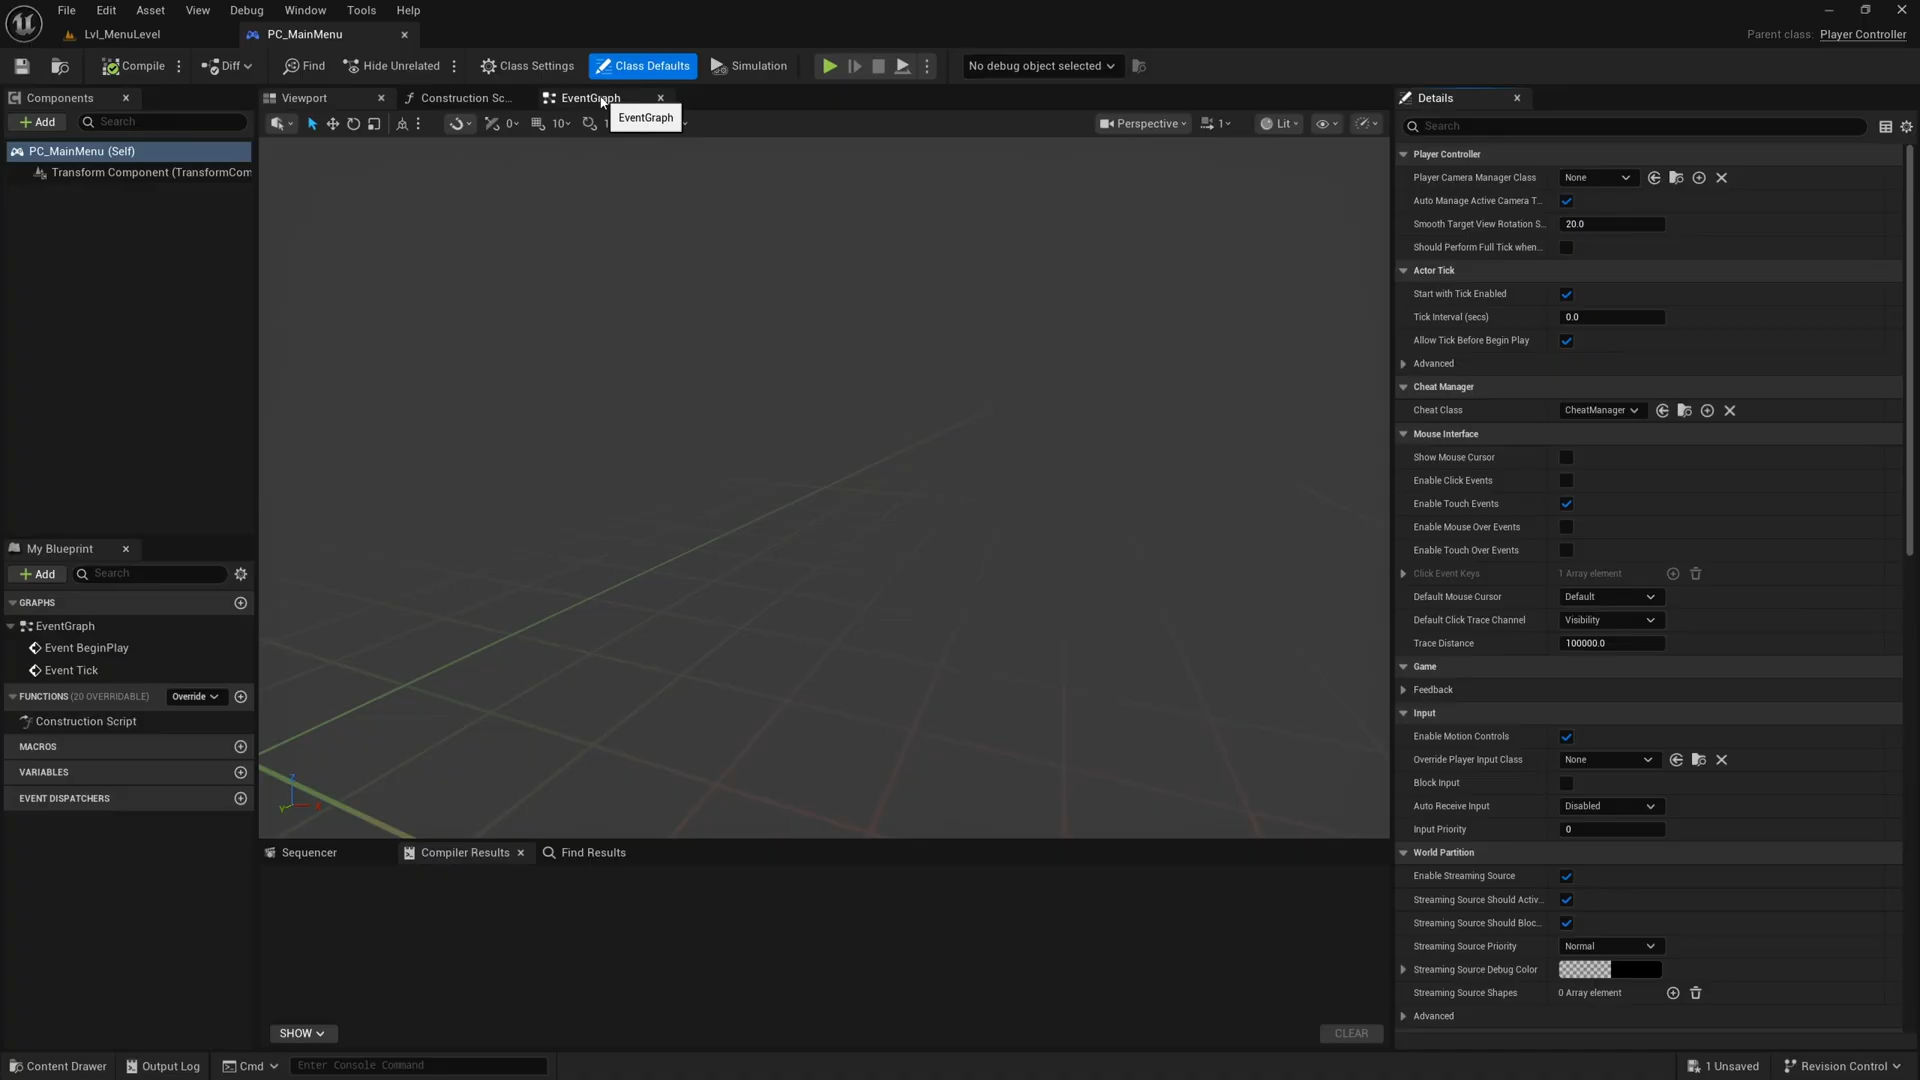 File Edit Asset View Debug Window Tools Help
Lvl_MenuLevel
PC_MainMenu
Parent class: Player Controller
Compile
Diff
Find
Hide Unrelated
Class Settings
Class Defaults
Simulation
No debug object selected
Components
Add
Search
PC_MainMenu (Self)
Transform Component (TransformCom
My Blueprint
Add
Search
GRAPHS
EventGraph
Event BeginPlay
Event Tick
FUNCTIONS (20 OVERRIDABLE)
Override
Construction Script
MACROS
VARIABLES
EVENT DISPATCHERS
Viewport
Construction Sc...
EventGraph
EventGraph
0°
10°
Perspective
1
Lit
Z
Y
X
Sequencer
Compiler Results
Find Results
SHOW
CLEAR
Details
Search
Player Controller
Player Camera Manager Class None
Auto Manage Active Camera T...
Smooth Target View Rotation S... 20.0
Should Perform Full Tick when...
Actor Tick
Start with Tick Enabled
Tick Interval (secs) 0.0
Allow Tick Before Begin Play
Advanced
Cheat Manager
Cheat Class CheatManager
Mouse Interface
Show Mouse Cursor
Enable Click Events
Enable Touch Events
Enable Mouse Over Events
Enable Touch Over Events
Click Event Keys 1 Array element
Default Mouse Cursor Default
Default Click Trace Channel Visibility
Trace Distance 100000.0
Game
Feedback
Input
Enable Motion Controls
Override Player Input Class None
Block Input
Auto Receive Input Disabled
Input Priority 0
World Partition
Enable Streaming Source
Streaming Source Should Activ...
Streaming Source Should Bloc...
Streaming Source Priority Normal
Streaming Source Debug Color
Streaming Source Shapes 0 Array element
Advanced
Content Drawer
Output Log
Cmd
Enter Console Command
1 Unsaved
Revision Control